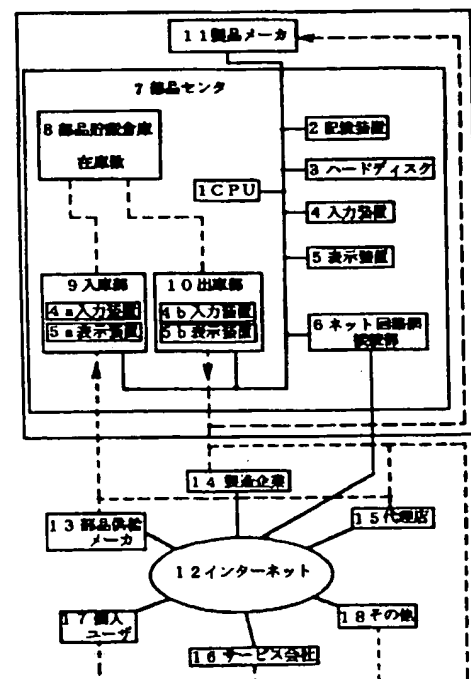 １１製品メーカ
７部品センタ
８部品貯蔵倉庫
在庫数
２記憶装置
３ハードディスク
１ＣＰＵ
４入力装置
５表示装置
９入庫部
４ａ入力装置
５ａ表示装置
１０出庫部
４ｂ入力装置
５ｂ表示装置
６ネット回路網
接続部
１４製造企業
１３部品供給
メーカ
１５代理店
１２インターネット
１７個人
ユーザ
１８その他
１６サービス会社